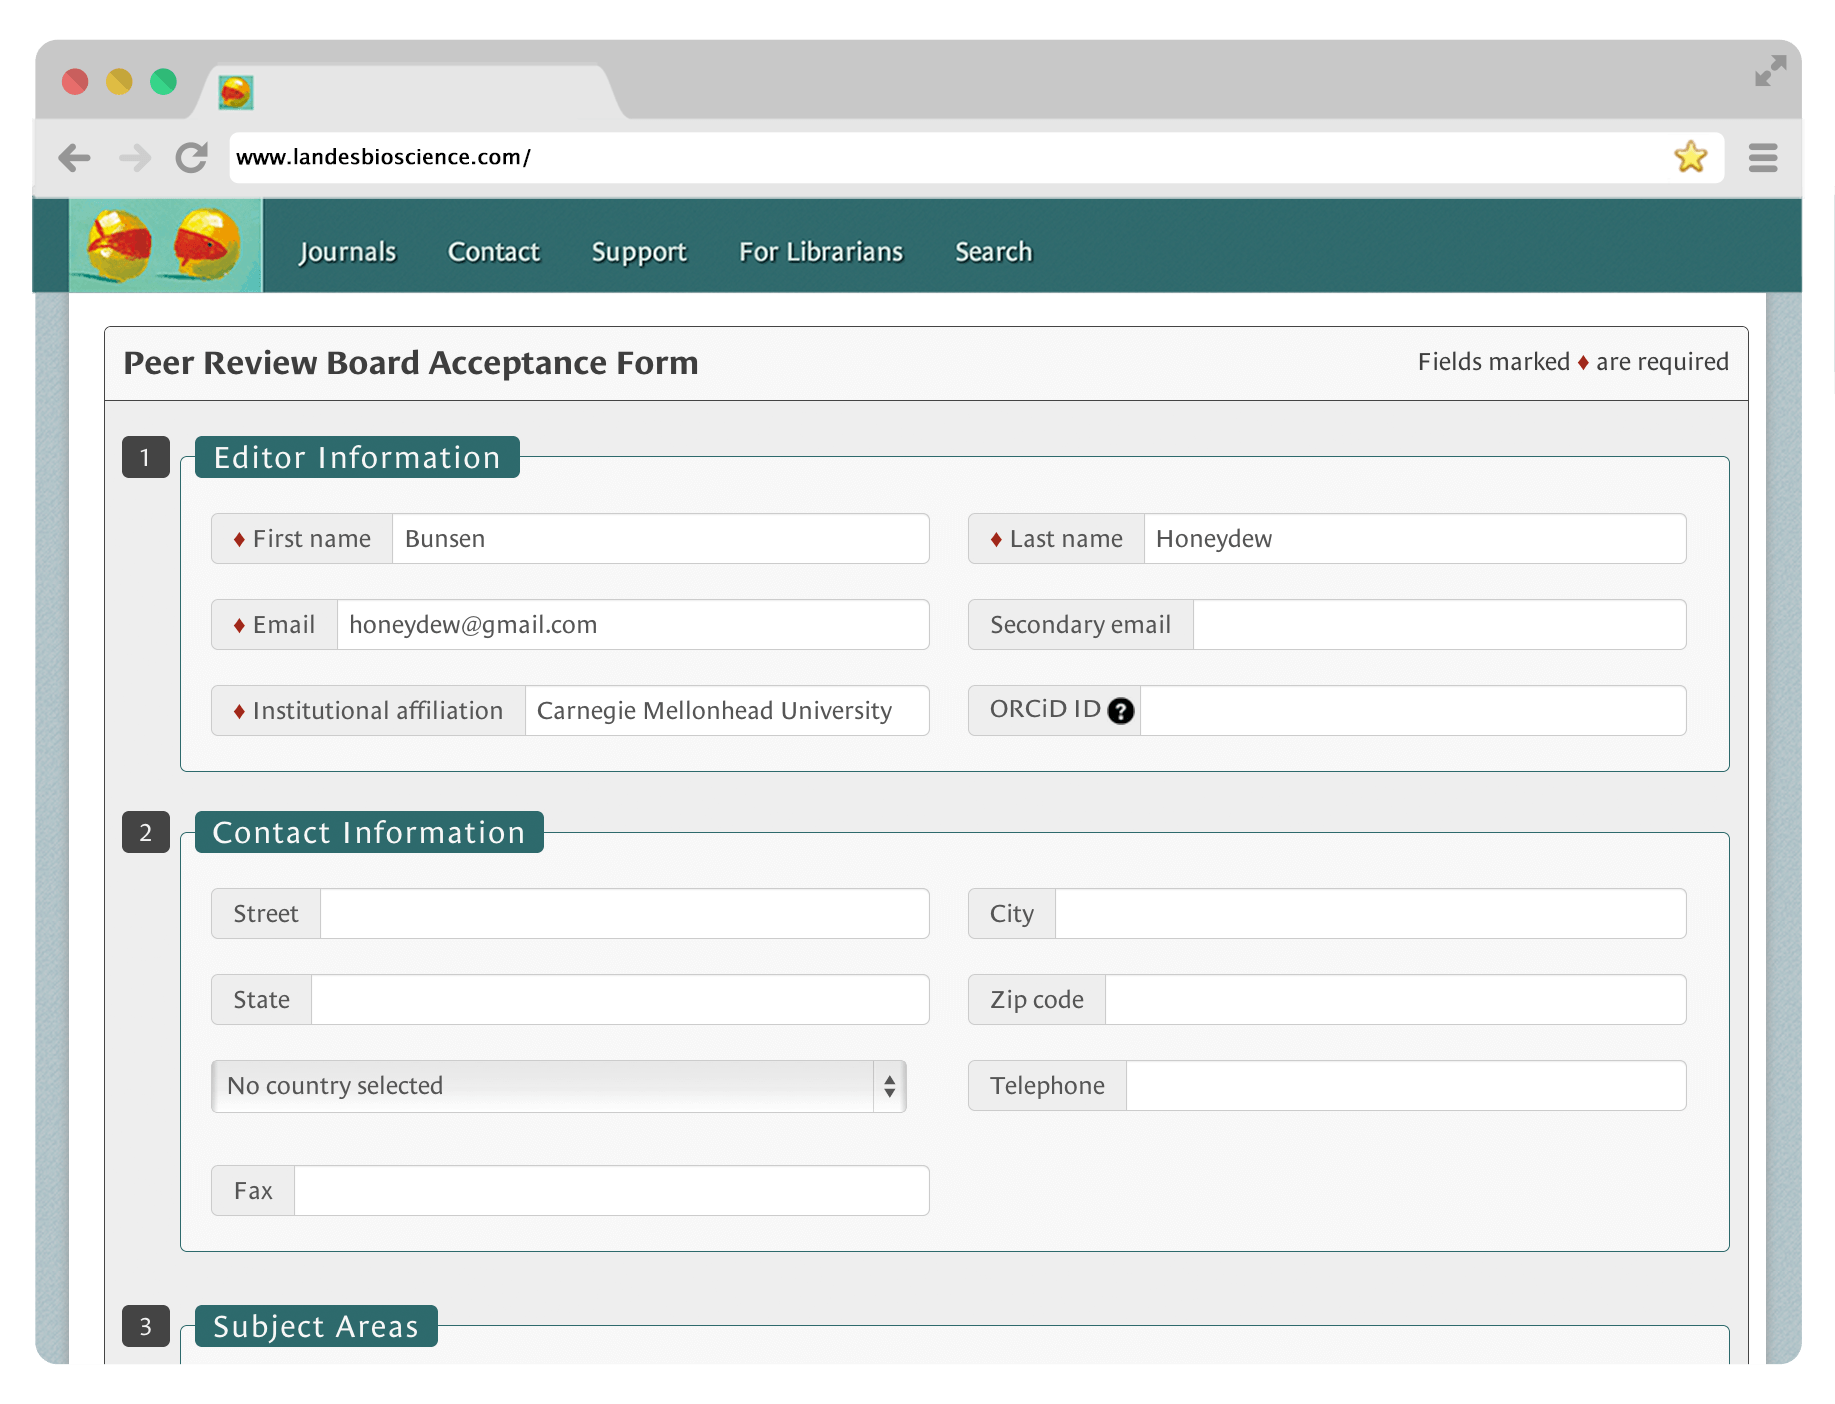 www.landesbioscience.com/
Journals Contact Support For Librarians Search
Peer Review Board Acceptance Form Fields marked ♦ are required
1 Editor Information
♦ First name Bunsen ♦ Last name Honeydew
♦ Email honeydew@gmail.com Secondary email
♦ Institutional affiliation Carnegie Mellonhead University ORCiD ID ?
2 Contact Information
Street City
State Zip code
No country selected Telephone
Fax
3 Subject Areas